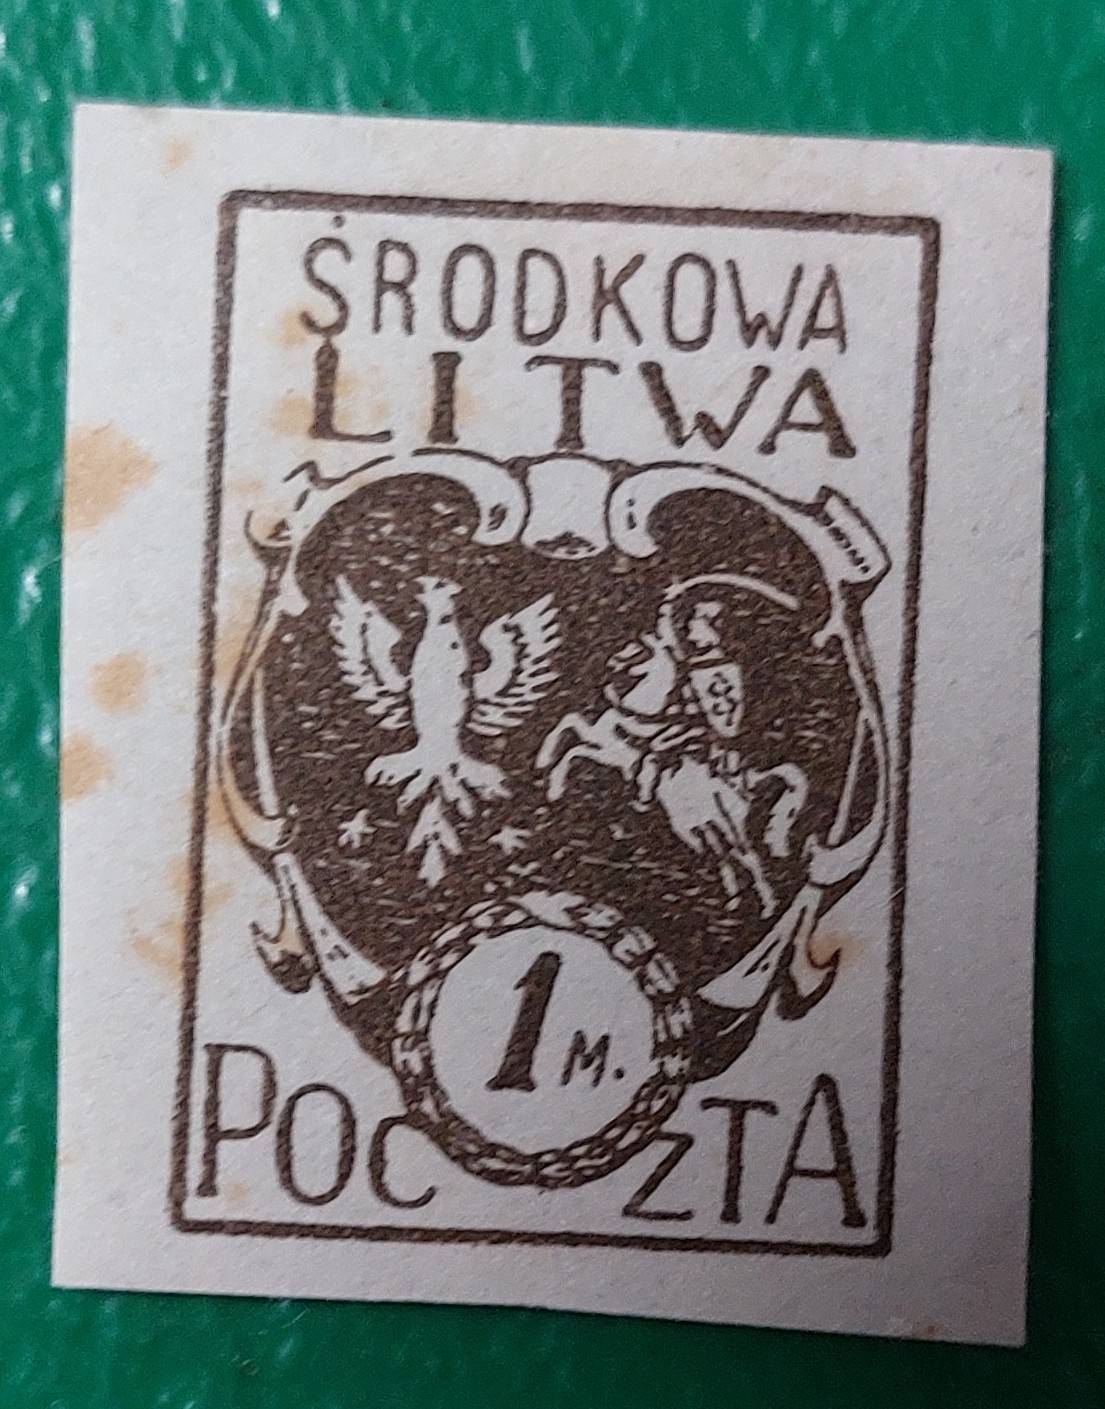 ŚRODKOWA
LITWA
1 M.
POCZTA